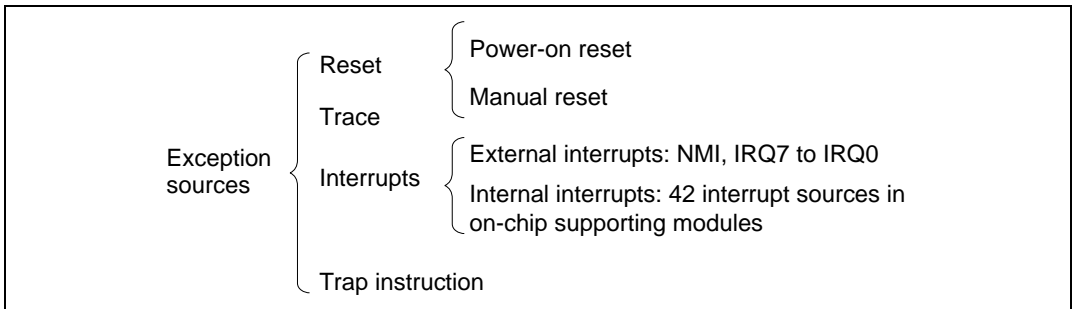 Exception
sources
Reset
Power-on reset
Manual reset
Trace
Interrupts
External interrupts: NMI, IRQ7 to IRQ0
Internal interrupts: 42 interrupt sources in
on-chip supporting modules
Trap instruction